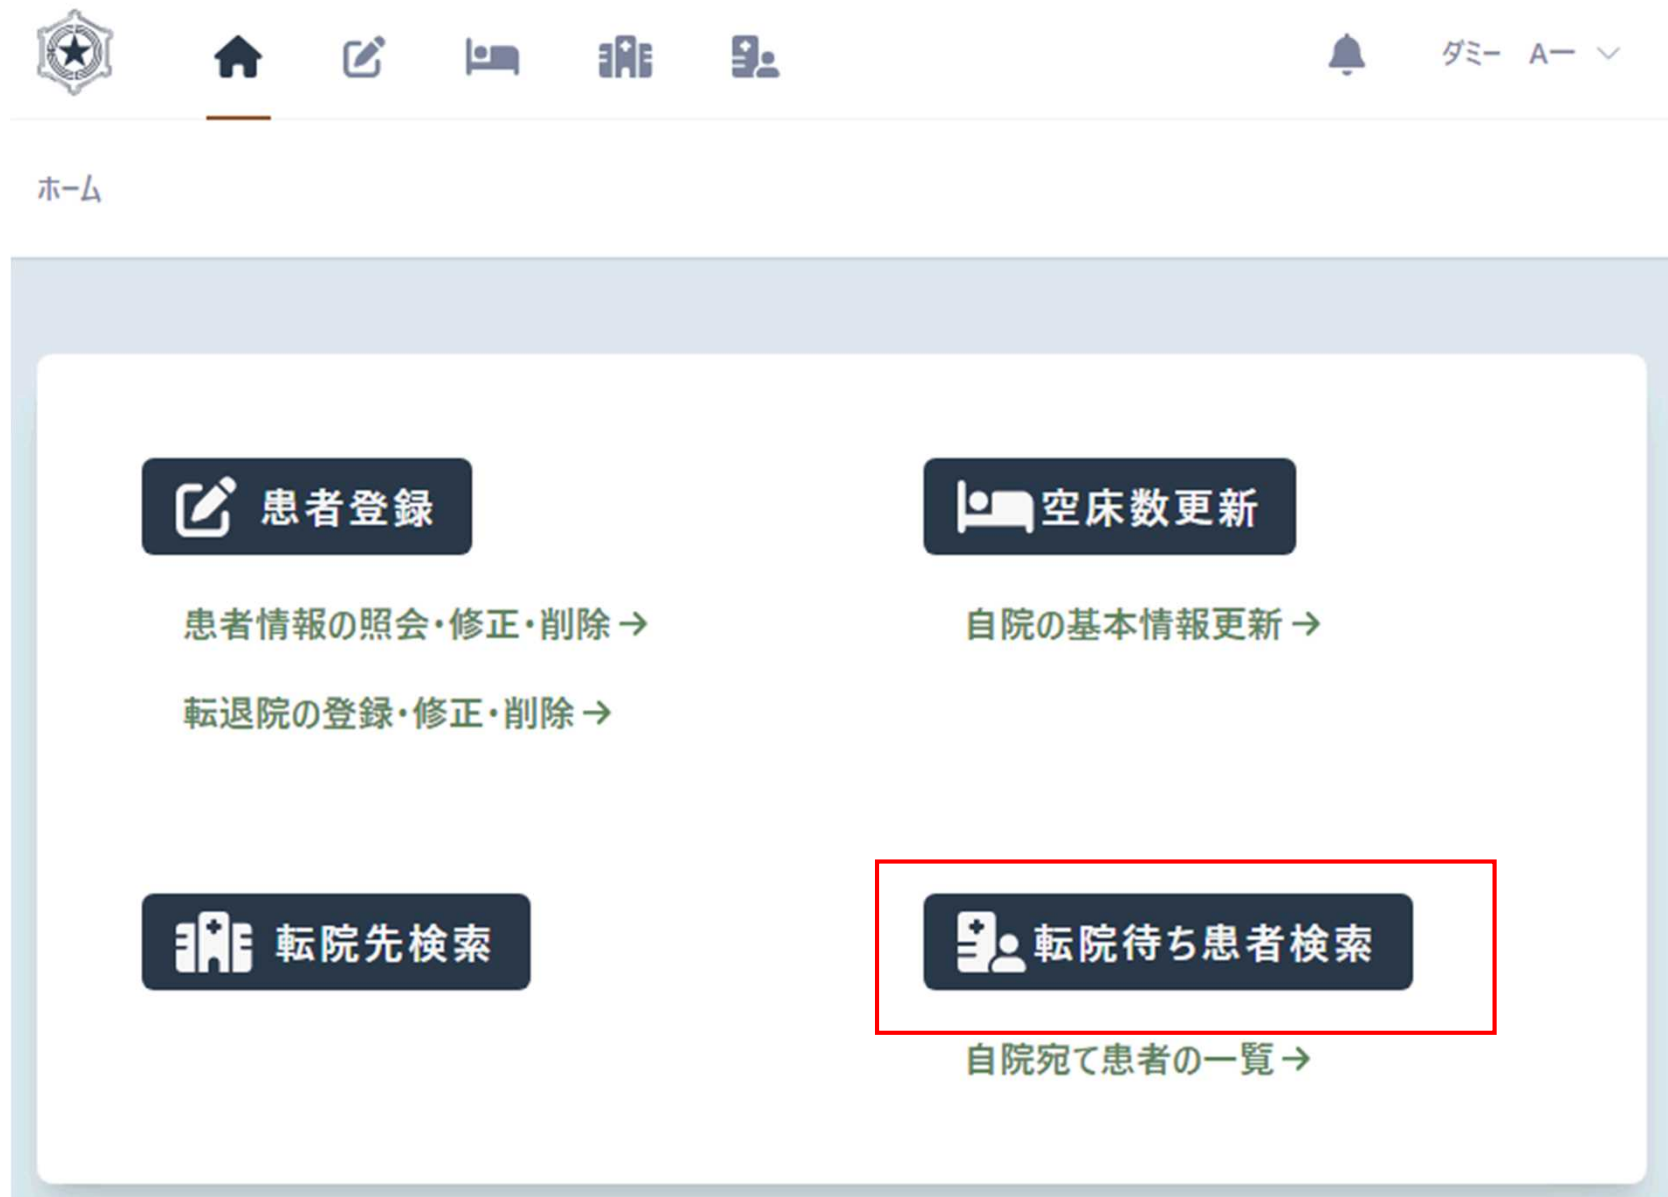 ダミー A一
ホーム
患者登録
空床数更新
患者情報の照会・修正・削除→
自院の基本情報更新→
転退院の登録・修正・削除→
転院先検索
転院待ち患者検索
自院宛て患者の一覧→